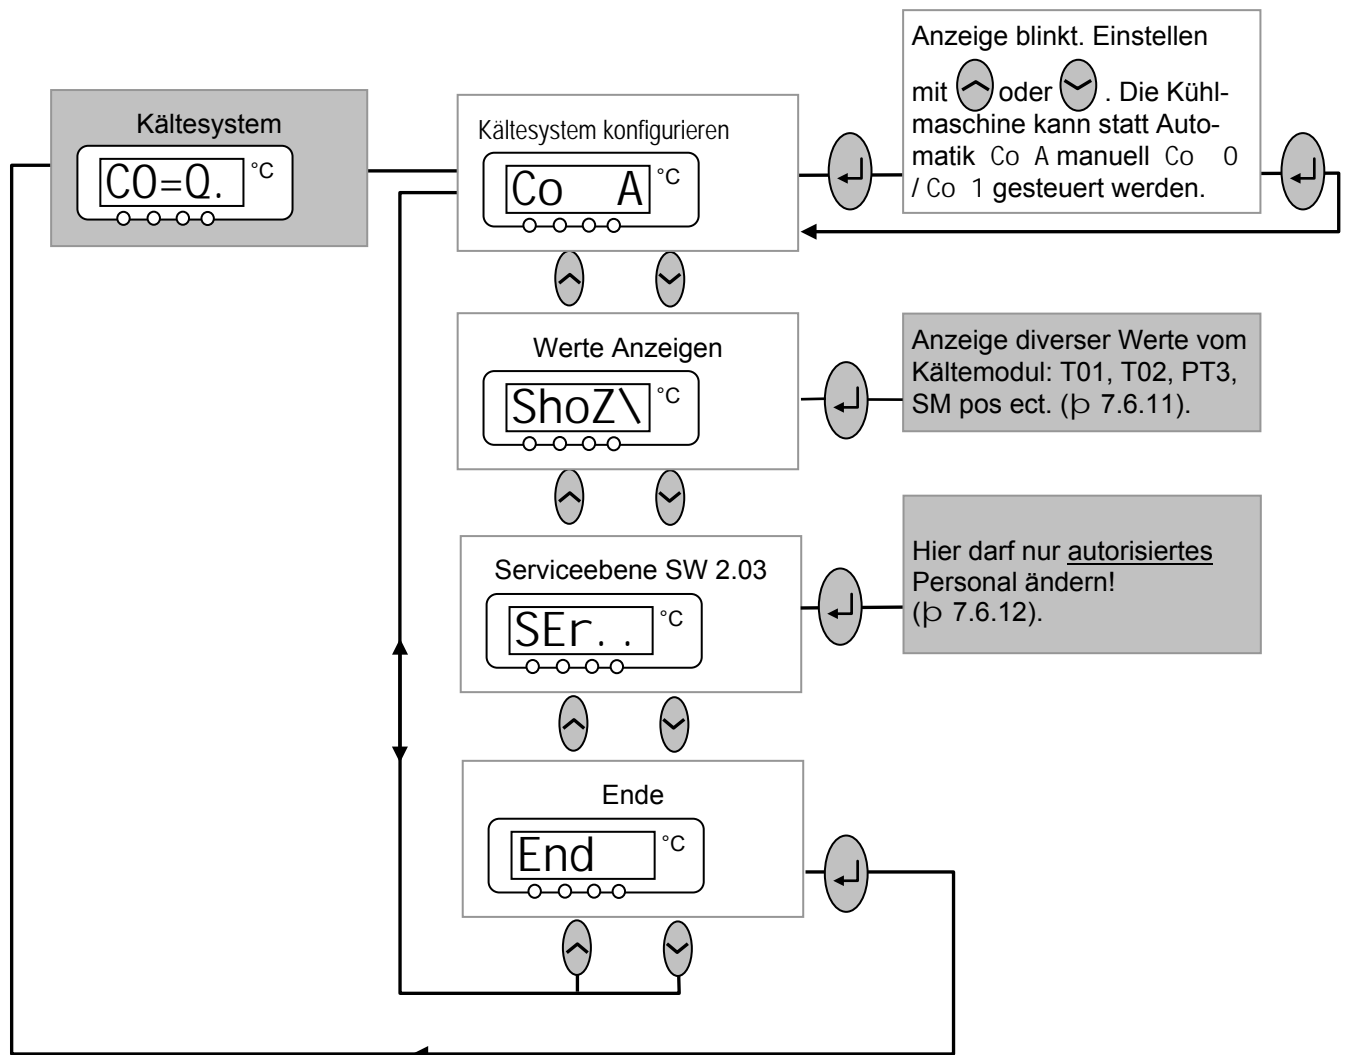 Kältesystem
CO=Q.
°C
Kältesystem konfigurieren
Co A
°C
Anzeige blinkt. Einstellen
mit oder . Die Kühl-
maschine kann statt Auto-
matik Co A manuell Co 0
/ Co 1 gesteuert werden.
Werte Anzeigen
ShoZ\
°C
Anzeige diverser Werte vom
Kältemodul: T01, T02, PT3,
SM pos ect. (þ 7.6.11).
Serviceebene SW 2.03
SEr..
°C
Hier darf nur autorisiertes
Personal ändern!
(þ 7.6.12).
Ende
End
°C